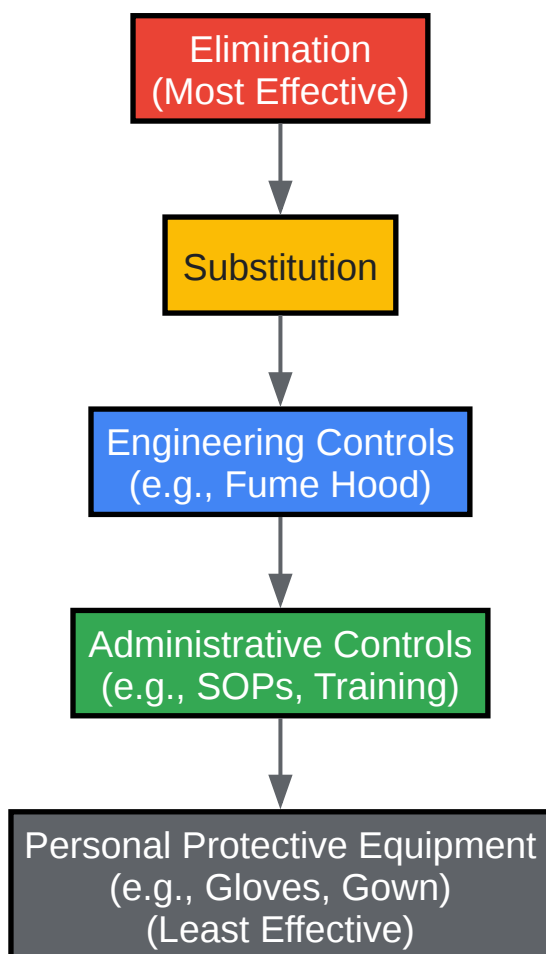 Elimination
(Most Effective)
Substitution
Engineering Controls
(e.g., Fume Hood)
Administrative Controls
(e.g., SOPs, Training)
Personal Protective Equipment
(e.g., Gloves, Gown)
(Least Effective)